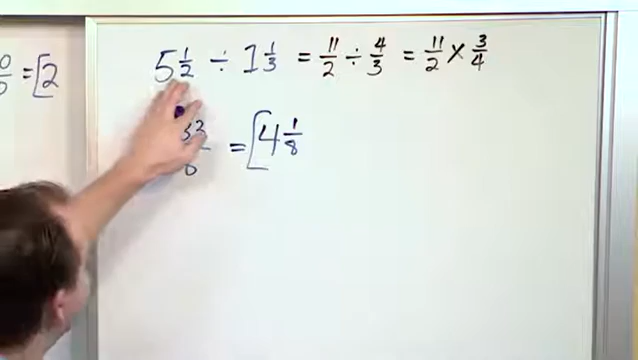 5 1/2 ÷ 1 1/3 = 11/2 ÷ 4/3 = 11/2 × 3/4
= 4 1/8
= 2